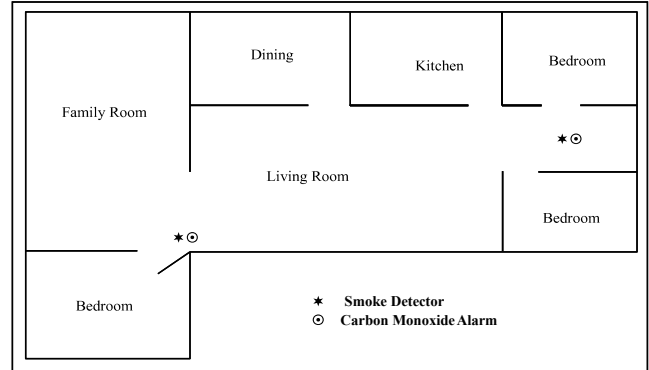 Dining
Kitchen
Bedroom
Family Room
Living Room
Bedroom
Bedroom
Smoke Detector
Carbon Monoxide Alarm